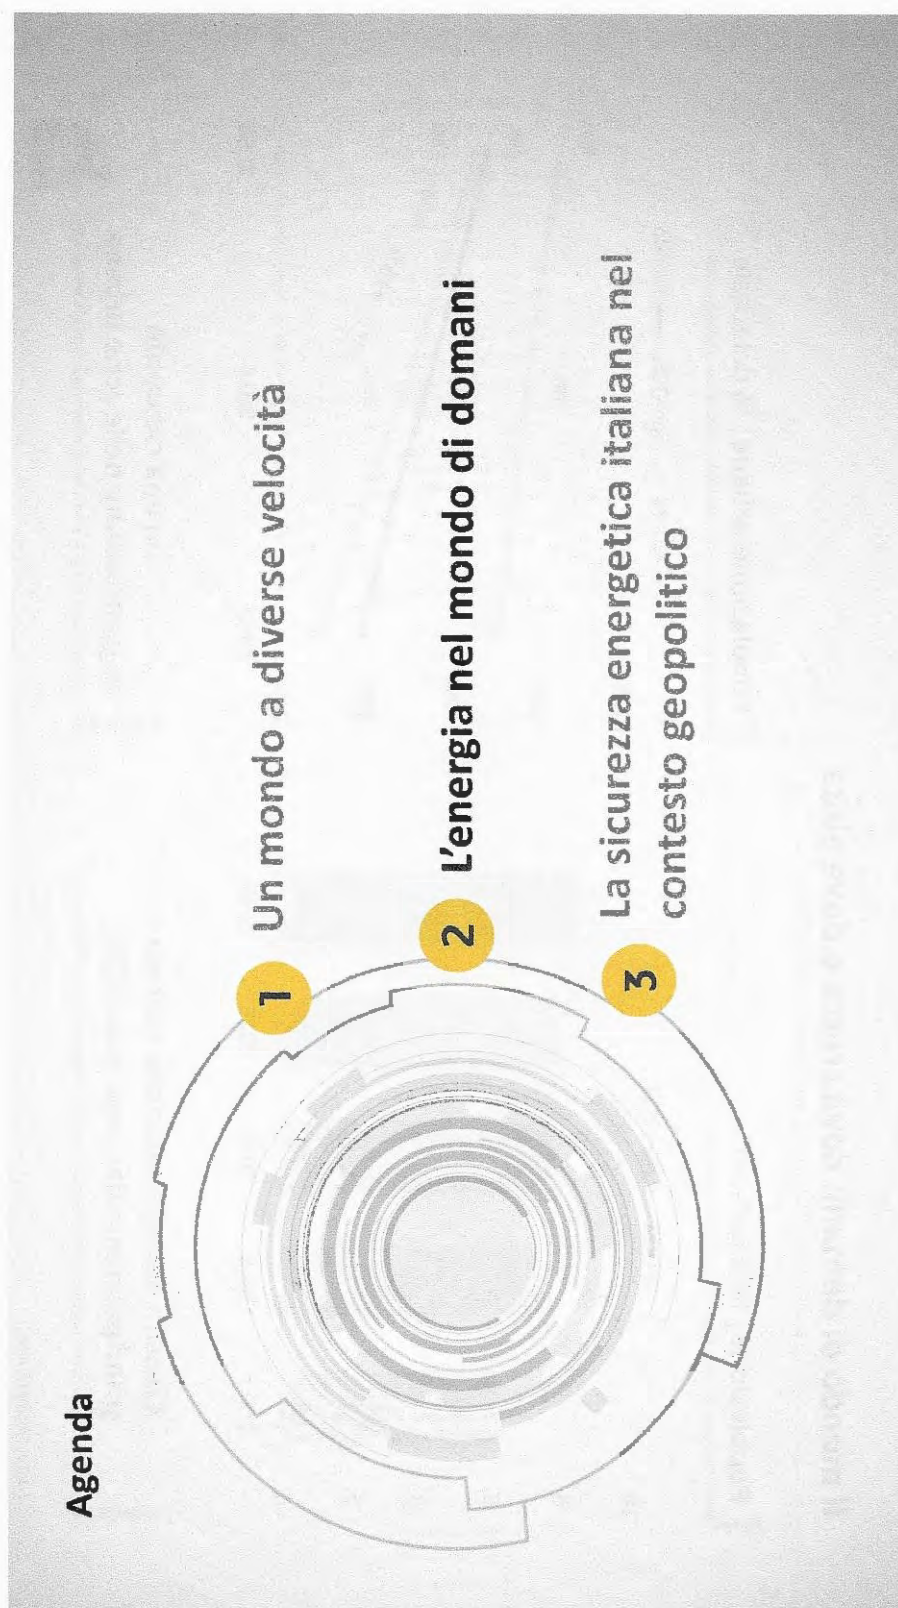 Agenda
1
Un mondo a diverse velocità
2
L'energia nel mondo di domani
3
La sicurezza energetica italiana nel
contesto geopolitico